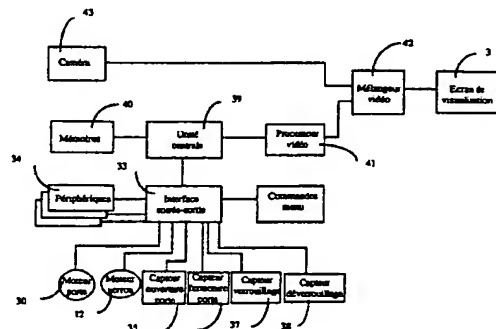 43
42
3
Caméra
Mélangeur
vidéo
Ecran de
visualisation
40
39
Mémoires
Unité
centrale
Processeur
vidéo
41
34
33
Périphériques
Interface
entrée-sortie
Commandes
menu
Moteur
porte
Moteur
verrou
Capteur
ouverture
porte
Capteur
fermeture
porte
Capteur
verrouillage
Capteur
déverrouillage
30
12
35
37
38